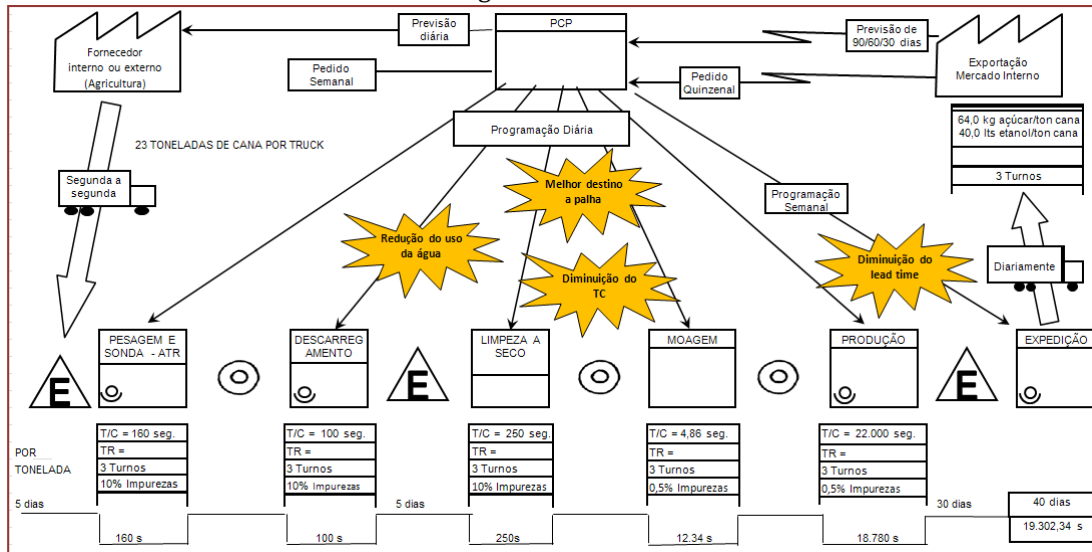 PCP
Previsão
diária
Previsão de
90/60/30 dias
Fornecedor
interno ou externo
(Agricultura)
Pedido
Semanal
Pedido
Quinzenal
Exportação
Mercado Interno
Programação Diária
64,0 kg açúcar/ton cana
40,0 lts etanol/ton cana
3 Turnos
23 TONELADAS DE CANA POR TRUCK
Segunda a
segunda
Melhor destino
a palha
Programação
Semanal
Redução do uso
da água
Diminuição do
TC
Diminuição do
lead time
Diariamente
E
PESAGEM E
SONDA - ATR
DESCARREG
AMENTO
E
LIMPEZA A
SECO
MOAGEM
PRODUÇÃO
E
EXPEDIÇÃO
POR
TONELADA
T/C = 160 seg.
TR =
3 Turnos
10% Impurezas
T/C = 100 seg.
TR =
3 Turnos
10% Impurezas
T/C = 250 seg.
TR =
3 Turnos
10% Impurezas
T/C = 4,86 seg.
TR =
3 Turnos
0,5% Impurezas
T/C = 22.000 seg.
TR =
3 Turnos
0,5% Impurezas
5 dias
5 dias
30 dias
40 dias
160 s
100 s
250s
12.34 s
18.780 s
19.302,34 s